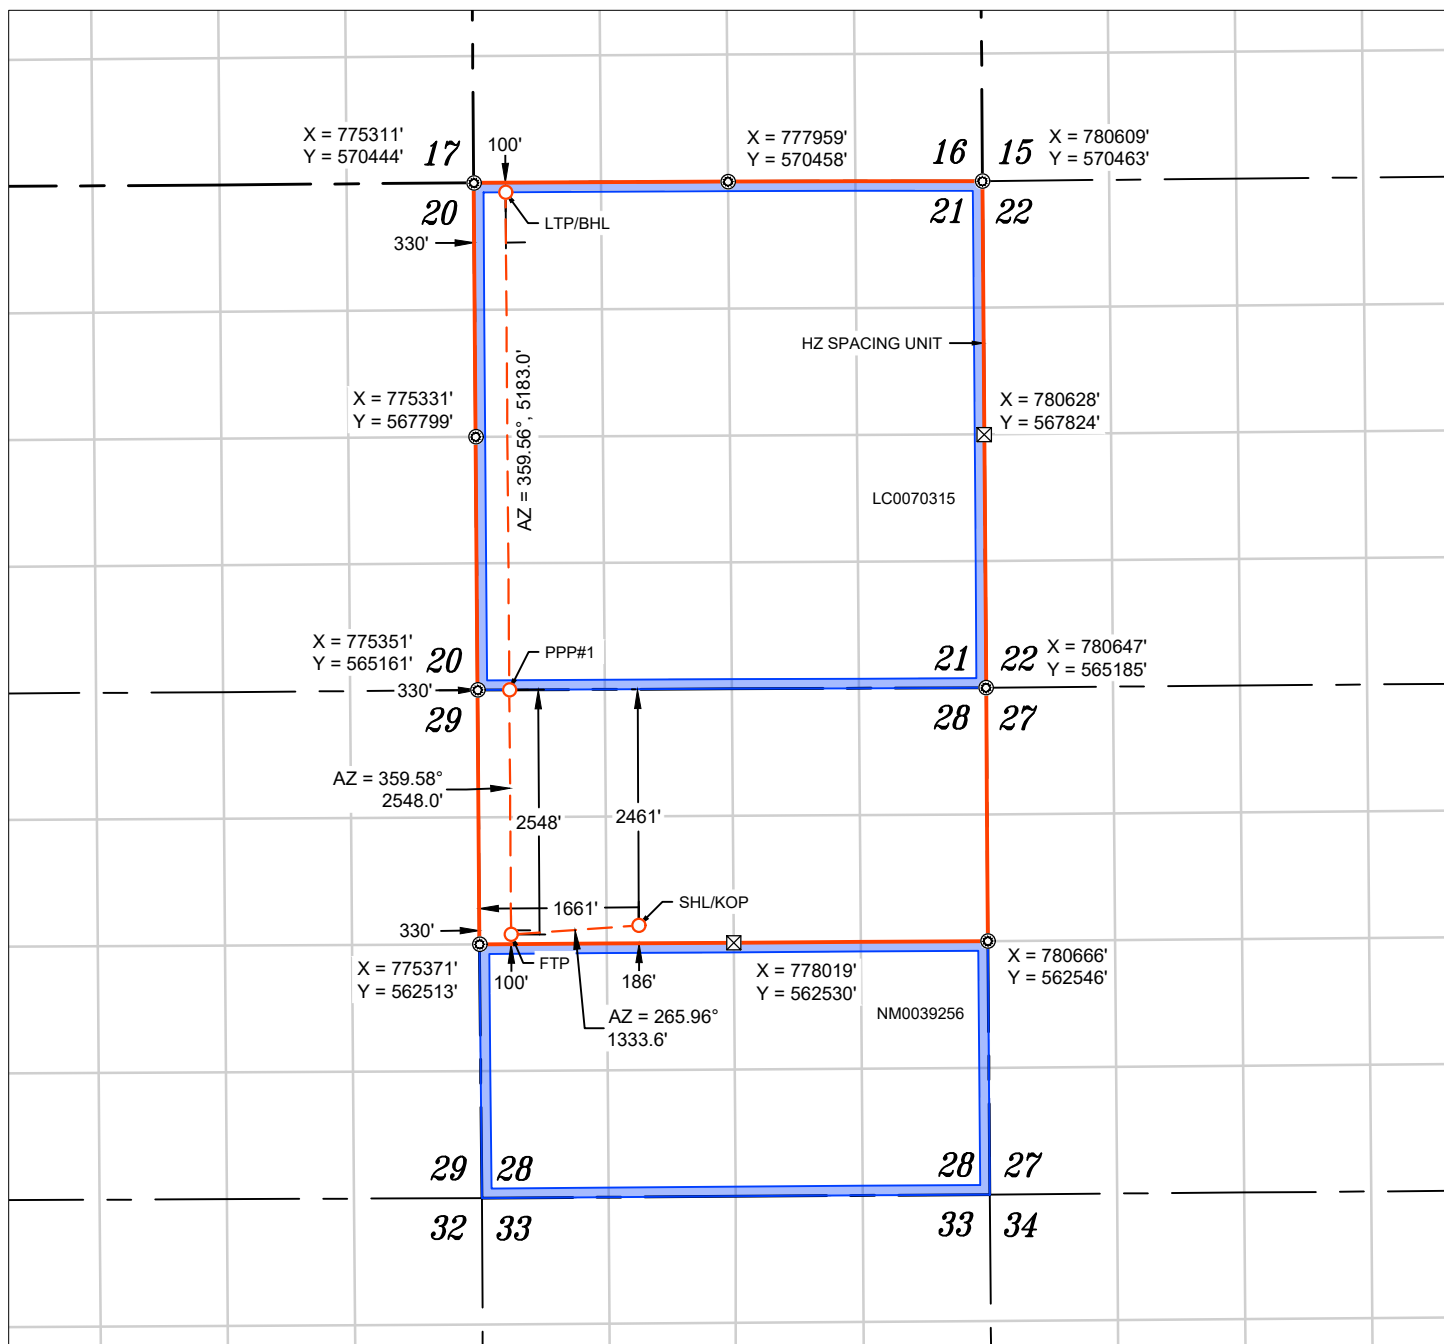 X = 775311'
Y = 570444'
17
100'
X = 777959'
Y = 570458'
16
15
X = 780609'
Y = 570463'
20
LTP/BHL
21
22
330'
HZ SPACING UNIT
AZ = 359.56°, 5183.0'
X = 775331'
Y = 567799'
X = 780628'
Y = 567824'
LC0070315
X = 775351'
Y = 565161'
20
PPP#1
21
22
X = 780647'
Y = 565185'
330'
29
28
27
AZ = 359.58°
2548.0'
2548'
2461'
1661'
SHL/KOP
330'
FTP
X = 775371'
Y = 562513'
100'
186'
X = 778019'
Y = 562530'
X = 780666'
Y = 562546'
NM0039256
AZ = 265.96°
1333.6'
29
28
28
27
32
33
33
34